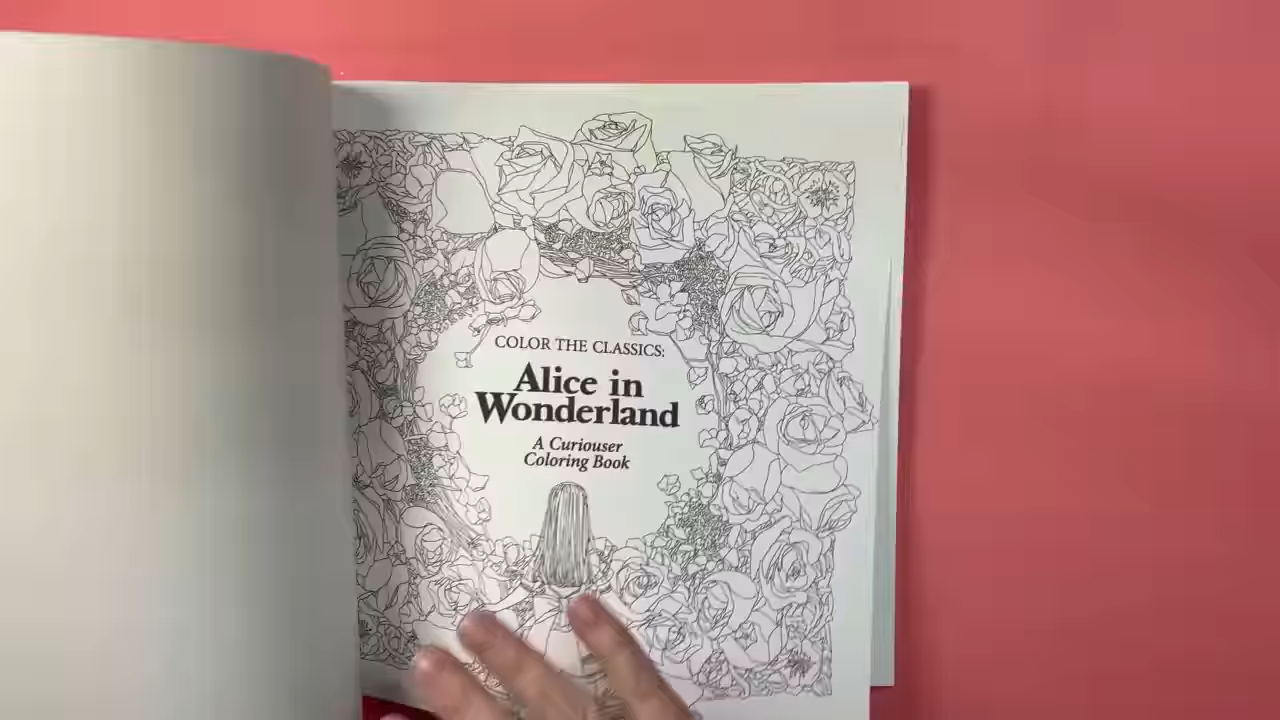 COLOR THE CLASSICS:
Alice in
Wonderland
A Curiouser
Coloring Book